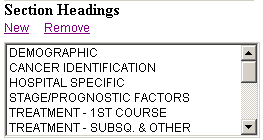 Section Headings
New Remove
DEMOGRAPHIC
CANCER IDENTIFICATION
HOSPITAL SPECIFIC
STAGE/PROGNOSTIC FACTORS
TREATMENT - 1ST COURSE
TREATMENT - SUBSQ. & OTHER